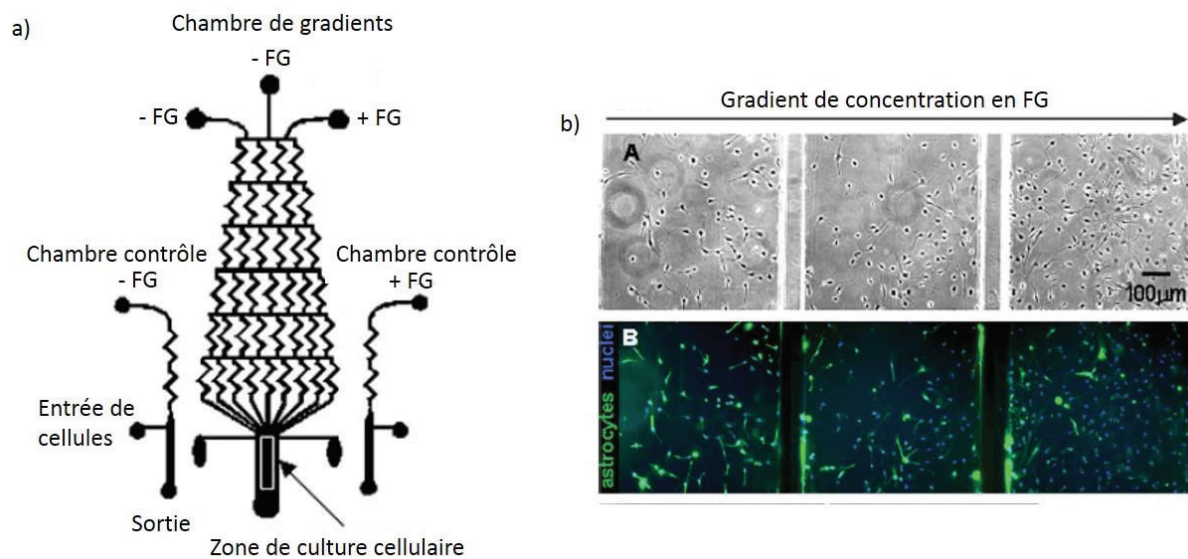 a)
Chambre de gradients
- FG
- FG
+ FG
Chambre contrôle
- FG
Chambre contrôle
+ FG
Entrée de
cellules
Sortie
Zone de culture cellulaire
b)
Gradient de concentration en FG
A
100μm
B
astrocytes nuclei